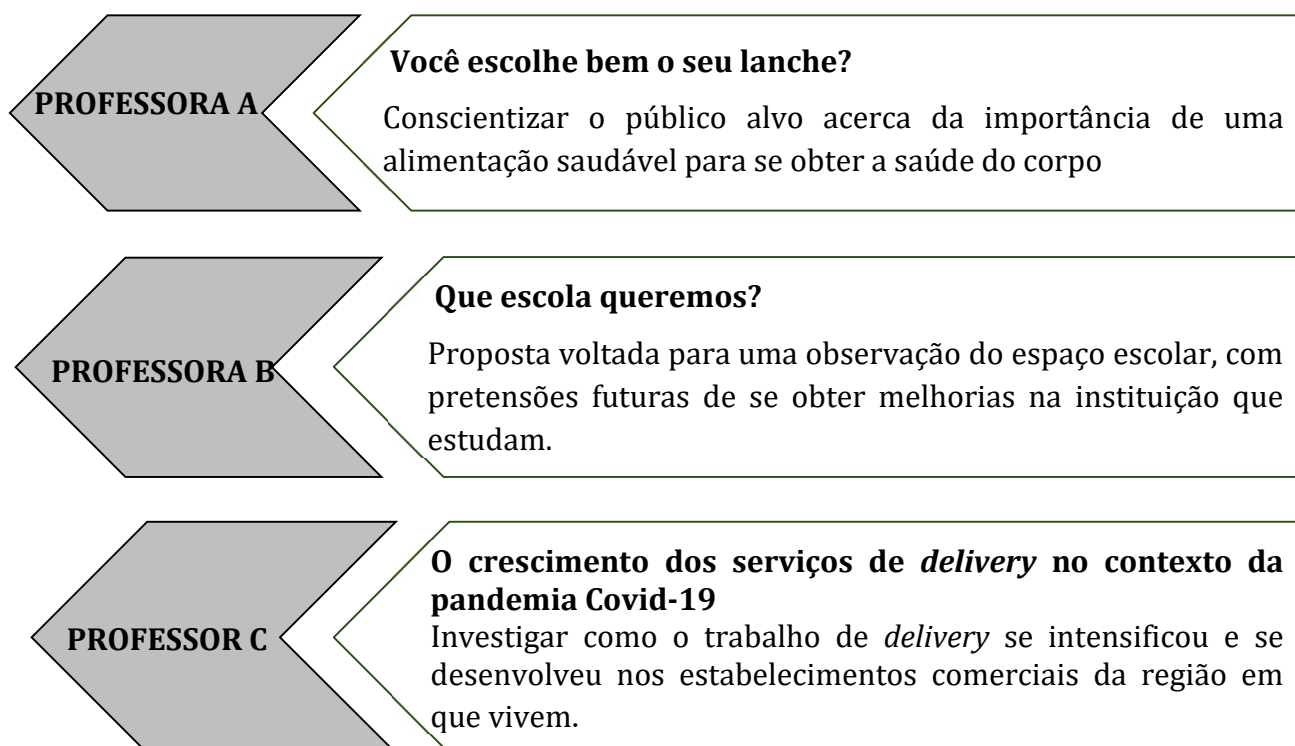 PROFESSORA A
Você escolhe bem o seu lanche?
Conscientizar o público alvo acerca da importância de uma
alimentação saudável para se obter a saúde do corpo
PROFESSORA B
Que escola queremos?
Proposta voltada para uma observação do espaço escolar, com
pretensões futuras de se obter melhorias na instituição que
estudam.
PROFESSOR C
O crescimento dos serviços de delivery no contexto da
pandemia Covid-19
Investigar como o trabalho de delivery se intensificou e se
desenvolveu nos estabelecimentos comerciais da região em
que vivem.